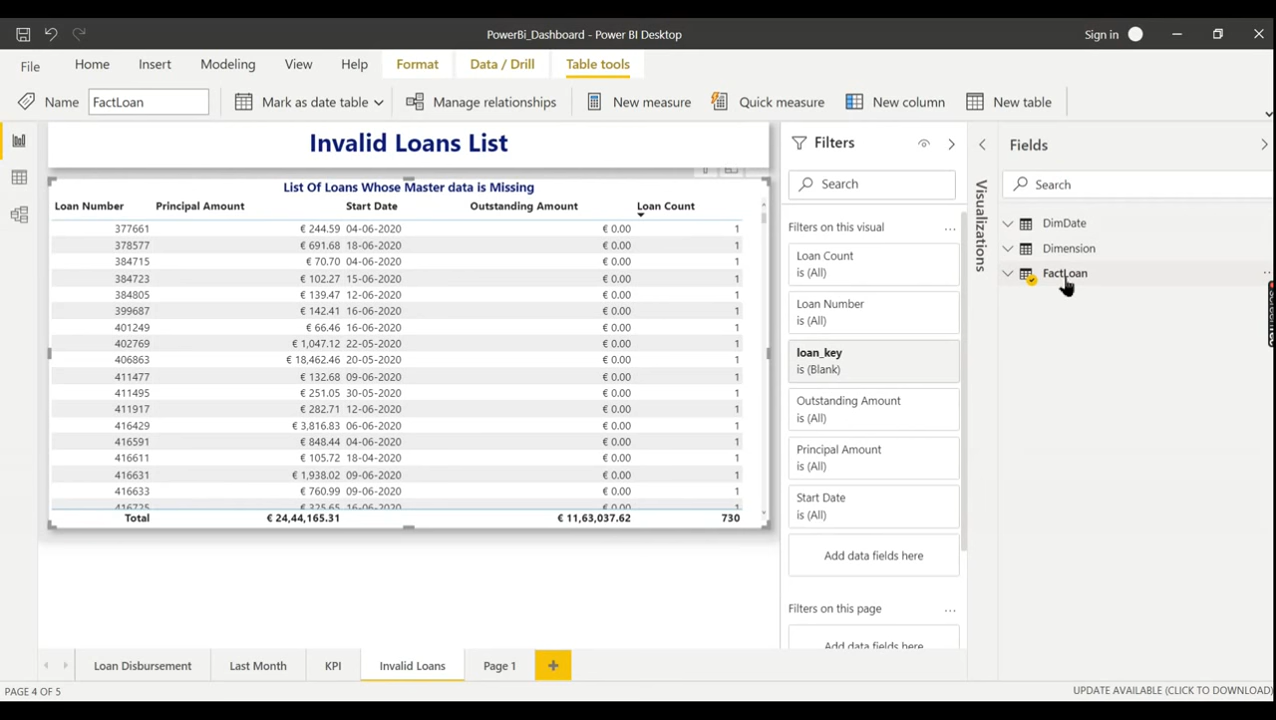 PowerBi_Dashboard - Power BI Desktop
Sign in
File Home Insert Modeling View Help Format Data / Drill Table tools
Name FactLoan Mark as date table Manage relationships New measure Quick measure New column New table
Invalid Loans List
List Of Loans Whose Master data is Missing
Loan Number Principal Amount Start Date Outstanding Amount Loan Count
377661 € 244.59 04-06-2020 € 0.00 1
378577 € 691.68 18-06-2020 € 0.00 1
384715 € 70.70 04-06-2020 € 0.00 1
384723 € 102.27 15-06-2020 € 0.00 1
384805 € 139.47 12-06-2020 € 0.00 1
399687 € 142.41 16-06-2020 € 0.00 1
401249 € 66.46 16-06-2020 € 0.00 1
402769 € 1,047.12 22-05-2020 € 0.00 1
406863 € 18,462.46 20-05-2020 € 0.00 1
411477 € 132.68 09-06-2020 € 0.00 1
411495 € 251.05 30-05-2020 € 0.00 1
411917 € 282.71 12-06-2020 € 0.00 1
416429 € 3,816.83 06-06-2020 € 0.00 1
416591 € 848.44 04-06-2020 € 0.00 1
416611 € 105.72 18-04-2020 € 0.00 1
416631 € 1,938.02 09-06-2020 € 0.00 1
416633 € 760.99 09-06-2020 € 0.00 1
416725 € 325.65 16-06-2020 € 0.00 1
Total € 24,44,165.31 € 11,63,037.62 730
Filters
Search
Filters on this visual
Loan Count
is (All)
Loan Number
is (All)
loan_key
is (Blank)
Outstanding Amount
is (All)
Principal Amount
is (All)
Start Date
is (All)
Add data fields here
Filters on this page
Add data fields here
Visualizations
Fields
Search
DimDate
Dimension
FactLoan
Loan Disbursement Last Month KPI Invalid Loans Page 1
PAGE 4 OF 5
UPDATE AVAILABLE (CLICK TO DOWNLOAD)